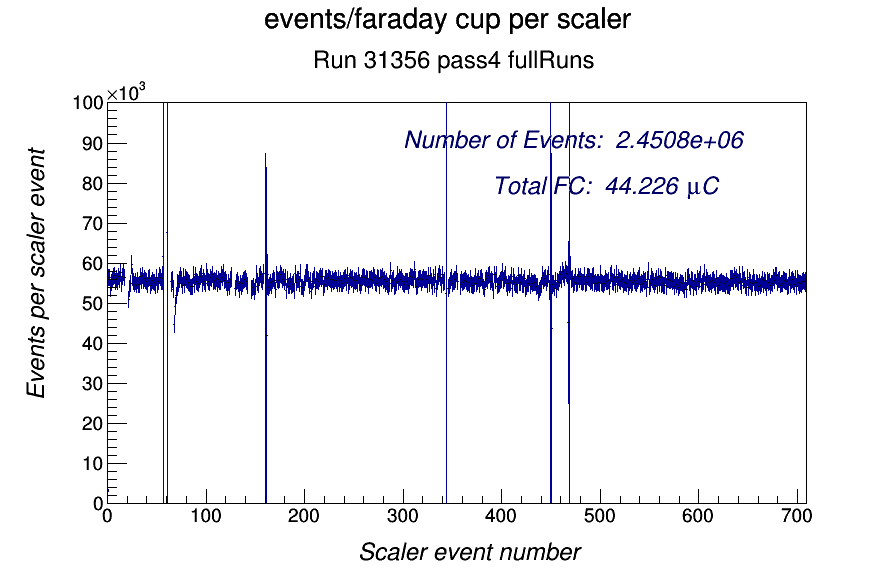 events/faraday cup per scaler
Run 31356 pass4 fullRuns
×10³
100
90
80
70
60
50
40
30
20
10
0
Events per scaler event
Number of Events: 2.4508e+06
Total FC: 44.226 μC
0 100 200 300 400 500 600 700
Scaler event number